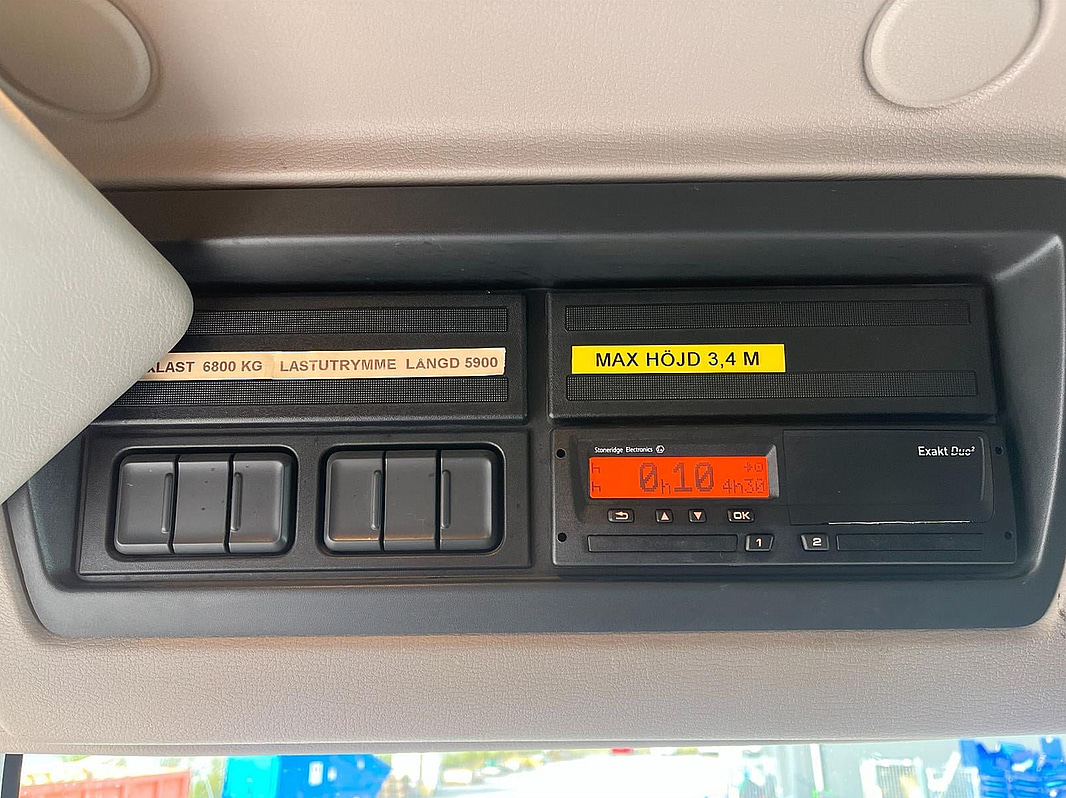 LAST 6800 KG LASTUTRYMME LÄNGD 5900
MAX HÖJD 3,4 M
Stoneridge Electronics
Exakt Duo²
h 0h10
h 4h30
OK
1 2